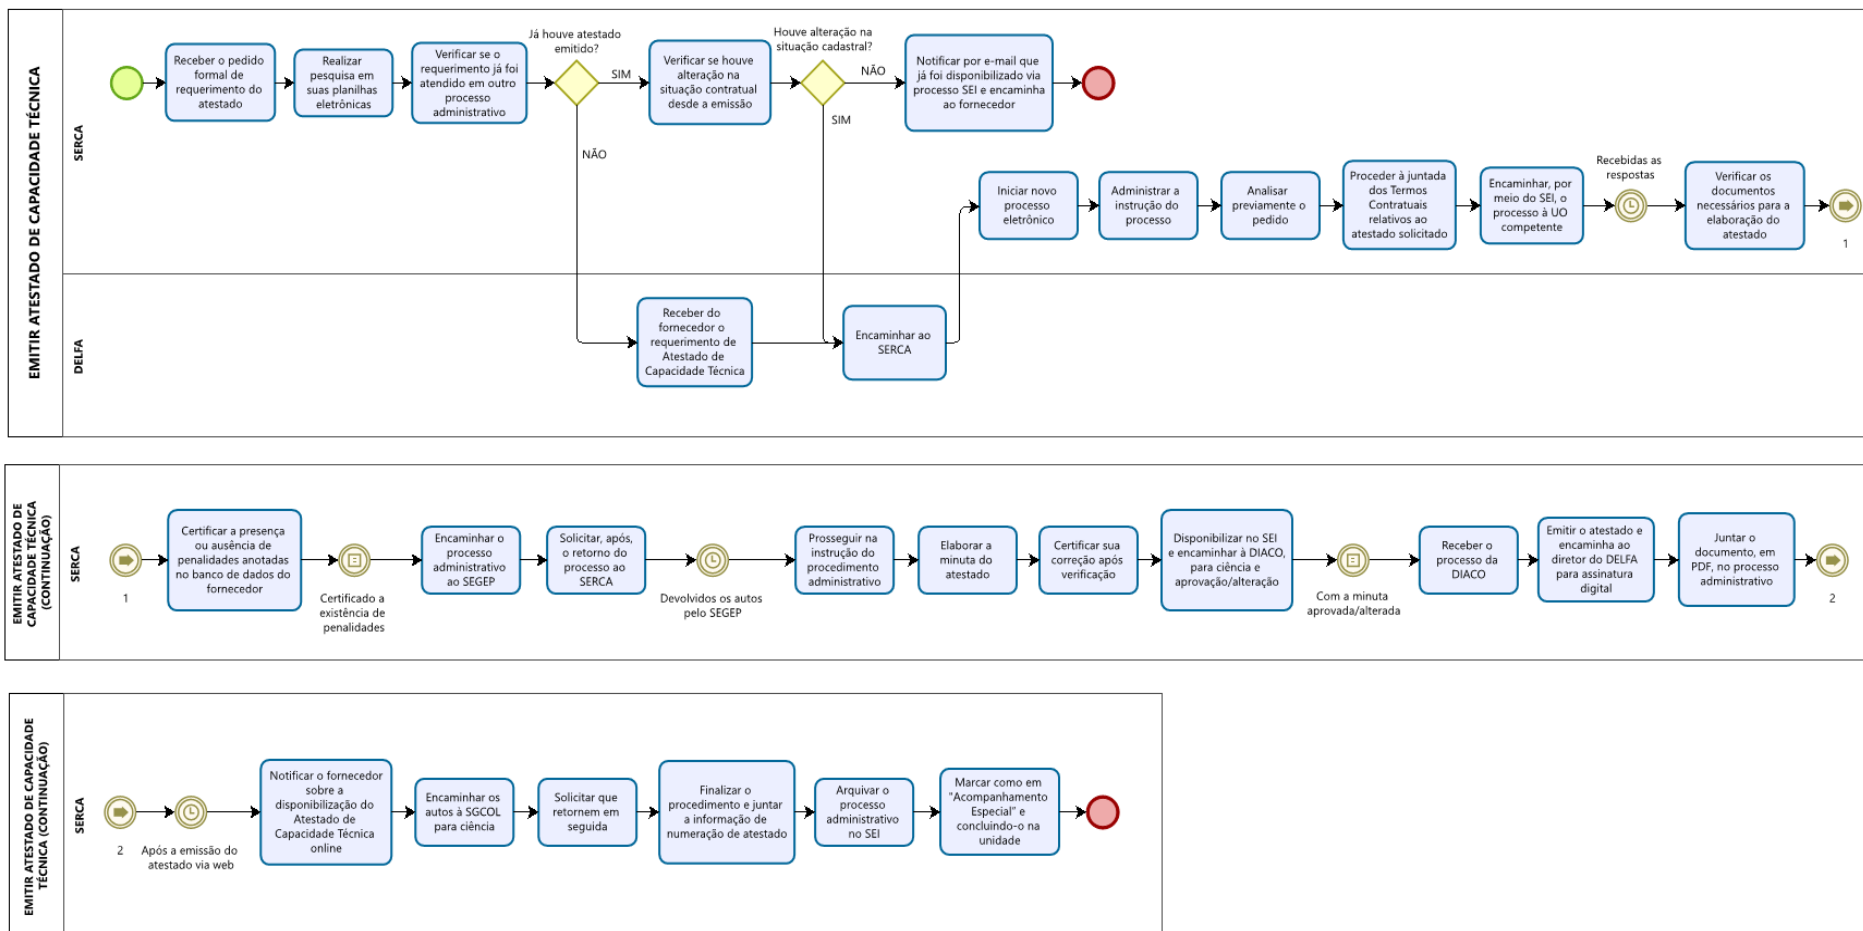 EMITIR ATESTADO DE CAPACIDADE TÉCNICA
SERCA
Receber o pedido
formal de
requerimento do
atestado
Realizar
pesquisa em
suas planilhas
eletrônicas
Verificar se o
requerimento já foi
atendido em outro
processo
administrativo
Já houve atestado
emitido?
SIM
NÃO
Verificar se houve
alteração na
situação contratual
desde a emissão
Houve alteração na
situação cadastral?
NÃO
SIM
Notificar por e-mail que
já foi disponibilizado via
processo SEI e encaminha
ao fornecedor
Iniciar novo
processo
eletrônico
Administrar a
instrução do
processo
Analisar
previamente o
pedido
Proceder à juntada
dos Termos
Contratuais
relativos ao
atestado solicitado
Encaminhar, por
meio do SEI, o
processo à UO
competente
Recebidas as
respostas
Verificar os
documentos
necessários para a
elaboração do
atestado
1
DELFA
Receber do
fornecedor o
requerimento de
Atestado de
Capacidade Técnica
Encaminhar ao
SERCA
EMITIR ATESTADO DE
CAPACIDADE TÉCNICA
(CONTINUAÇÃO)
SERCA
1
Certificar a presença
ou ausência de
penalidades anotadas
no banco de dados do
fornecedor
Certificado a
existência de
penalidades
Encaminhar o
processo
administrativo
ao SEGEP
Solicitar, após,
o retorno do
processo ao
SERCA
Devolvidos os autos
pelo SEGEP
Prosseguir na
instrução do
procedimento
administrativo
Elaborar a
minuta do
atestado
Certificar sua
correção após
verificação
Disponibilizar no SEI
e encaminhar à DIACO,
para ciência e
aprovação/alteração
Com a minuta
aprovada/alterada
Receber o
processo da
DIACO
Emitir o atestado e
encaminha ao
diretor do DELFA
para assinatura
digital
Juntar o
documento, em
PDF, no processo
administrativo
2
EMITIR ATESTADO DE CAPACIDADE
TÉCNICA (CONTINUAÇÃO)
SERCA
2
Após a emissão do
atestado via web
Notificar o fornecedor
sobre a
disponibilização do
Atestado de
Capacidade Técnica
online
Encaminhar os
autos à SGCOL
para ciência
Solicitar que
retornem em
seguida
Finalizar o
procedimento e juntar
a informação de
numeração de atestado
Arquivar o
processo
administrativo
no SEI
Marcar como em
"Acompanhamento
Especial" e
concluindo-o na
unidade